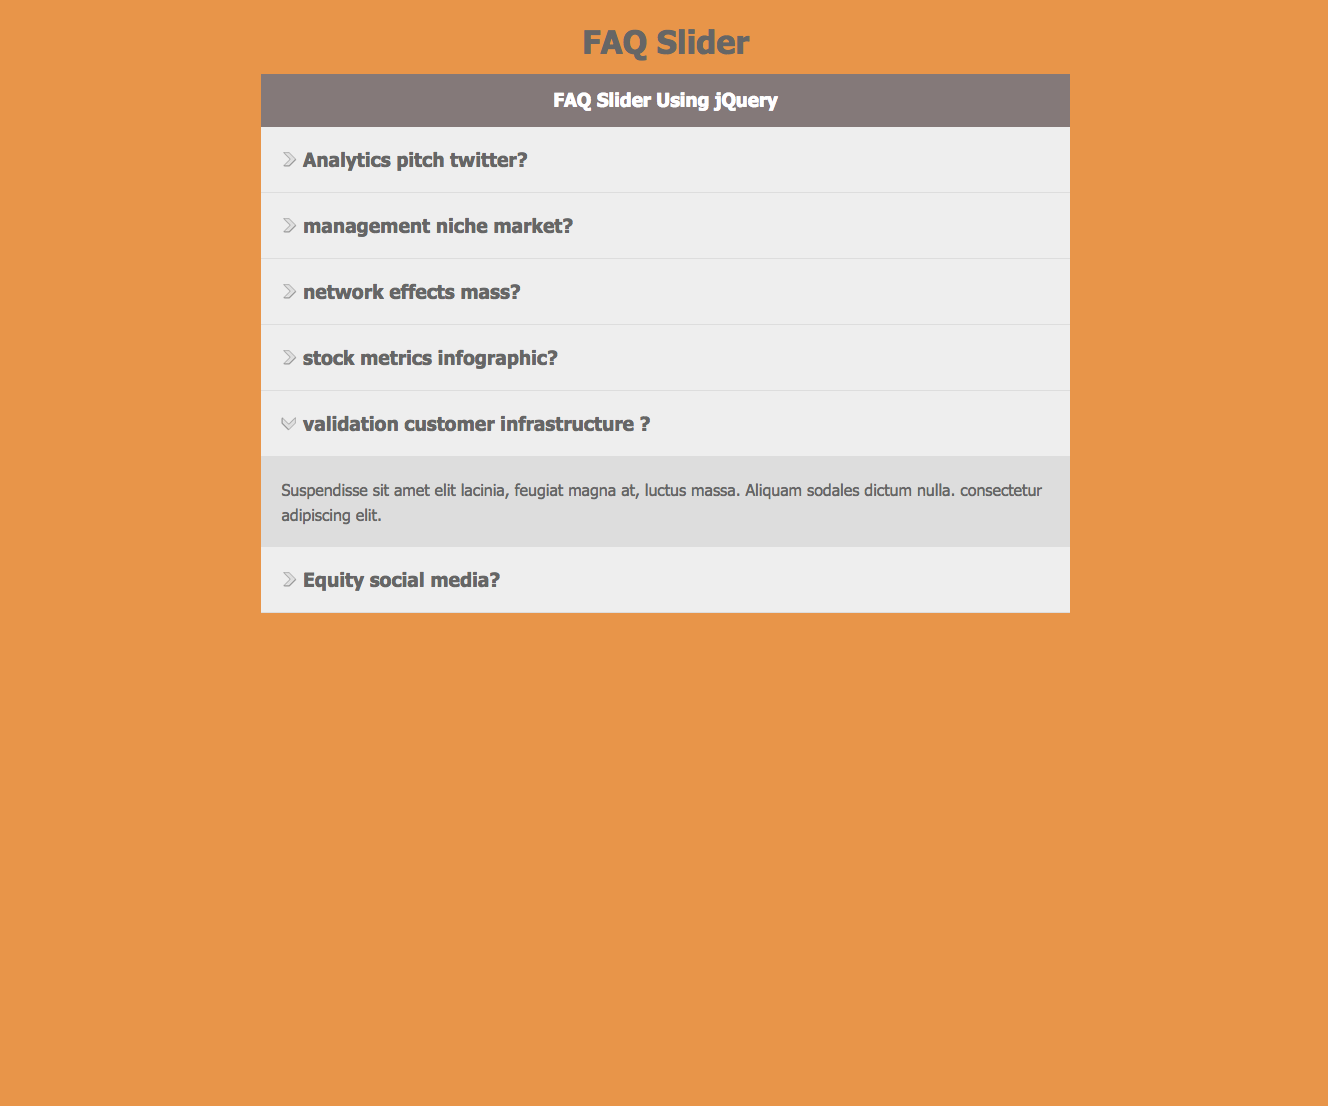 FAQ Slider
FAQ Slider Using jQuery
Analytics pitch twitter?
management niche market?
network effects mass?
stock metrics infographic?
validation customer infrastructure ?
Suspendisse sit amet elit lacinia, feugiat magna at, luctus massa. Aliquam sodales dictum nulla. consectetur
adipiscing elit.
Equity social media?